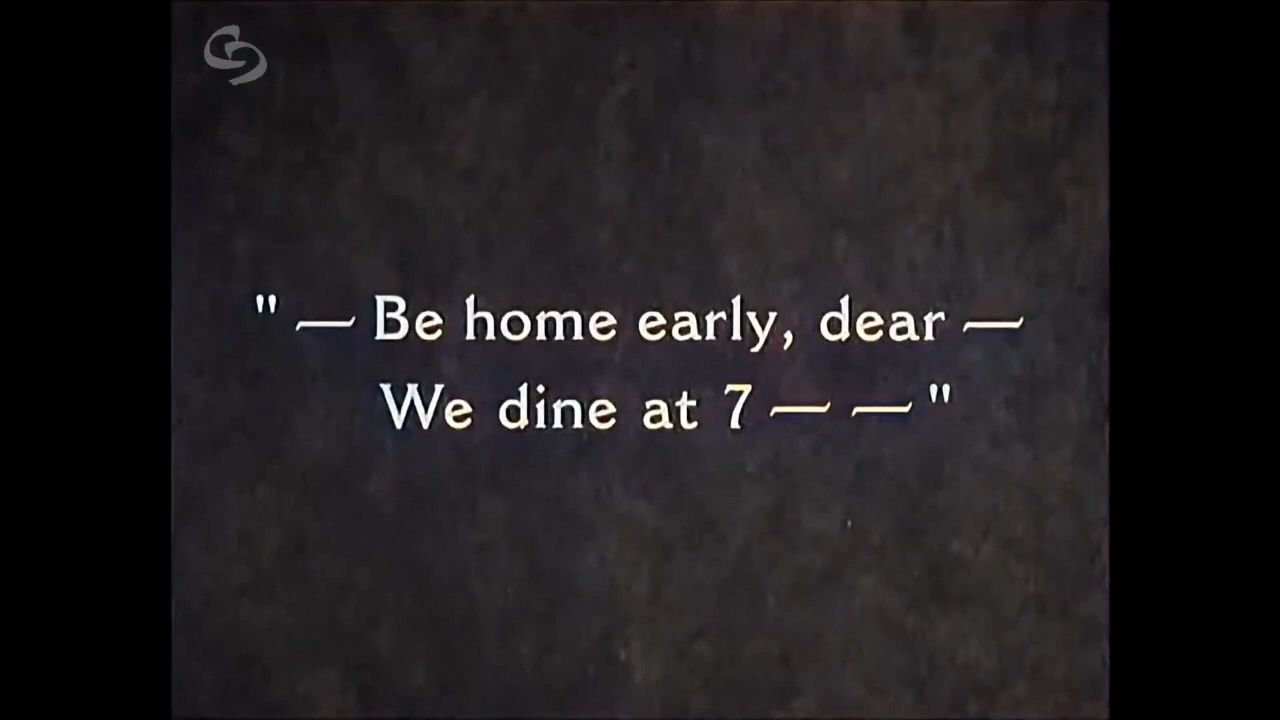 " — Be home early, dear —
We dine at 7 — — "